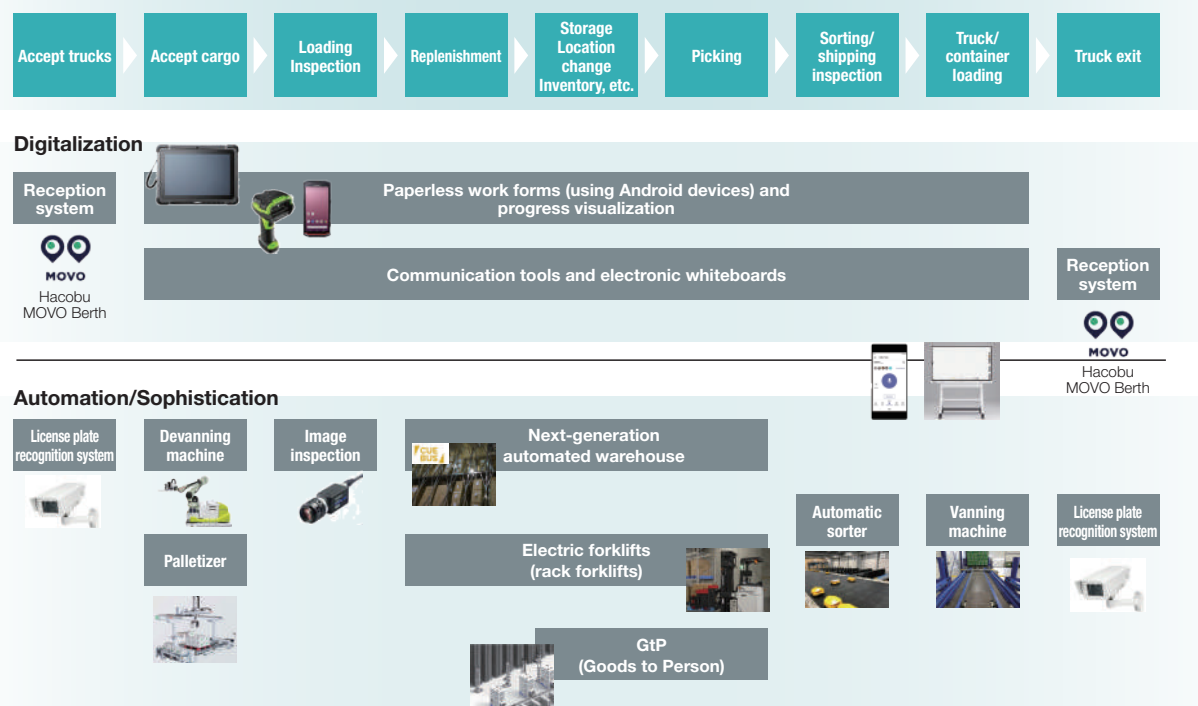 Accept trucks
Accept cargo
Loading
Inspection
Replenishment
Storage
Location
change
Inventory, etc.
Picking
Sorting/
shipping
inspection
Truck/
container
loading
Truck exit
Digitalization
Reception
system
MOVO
Hacobu
MOVO Berth
Paperless work forms (using Android devices) and
progress visualization
Communication tools and electronic whiteboards
Reception
system
MOVO
Hacobu
MOVO Berth
Automation/Sophistication
License plate
recognition system
Devanning
machine
Image
inspection
Next-generation
automated warehouse
CUE
BUS
Palletizer
Electric forklifts
(rack forklifts)
GtP
(Goods to Person)
Automatic
sorter
Vanning
machine
License plate
recognition system